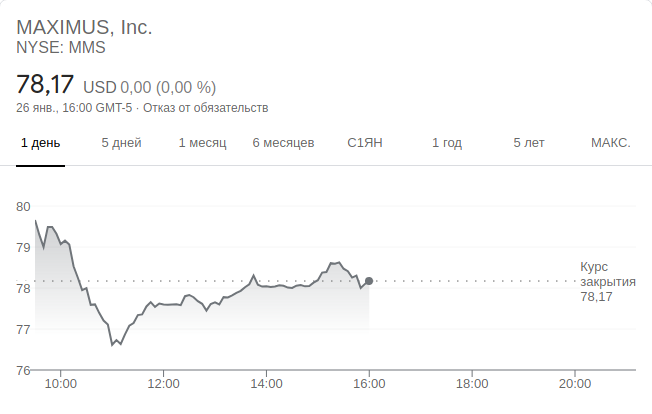 MAXIMUS, Inc.
NYSE: MMS
78,17 USD 0,00 (0,00 %)
26 янв., 16:00 GMT-5 · Отказ от обязательств
1 день 5 дней 1 месяц 6 месяцев С1ЯН 1 год 5 лет МАКС.
80
79
Курс
закрытия
78,17
78
77
76
10:00 12:00 14:00 16:00 18:00 20:00